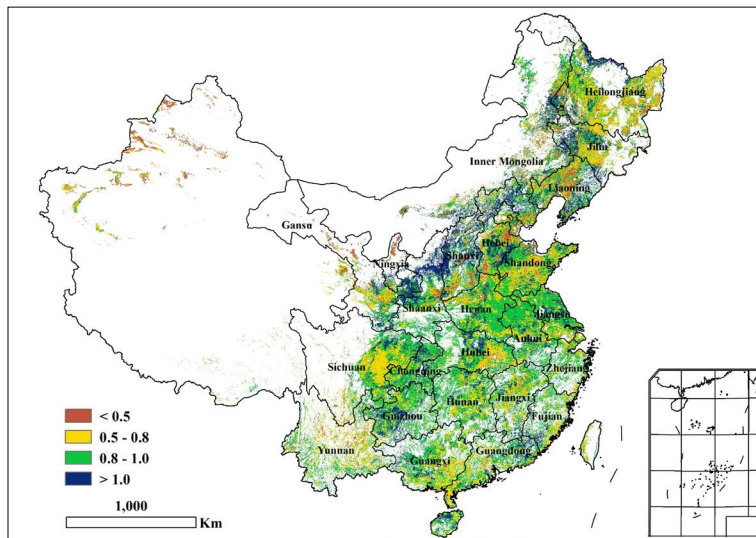 Heilongjiang
Jilin
Inner Mongolia
Liaoning
Gansu
Hebei
Ningxia
Shanxi
Shandong
Shaanxi
Henan
Jiangsu
Anhui
Hubei
Sichuan
Chongqing
Zhejiang
Hunan
Jiangxi
Guizhou
Fujian
Yunnan
Guangxi
Guangdong
< 0.5
0.5 - 0.8
0.8 - 1.0
> 1.0
1,000
Km